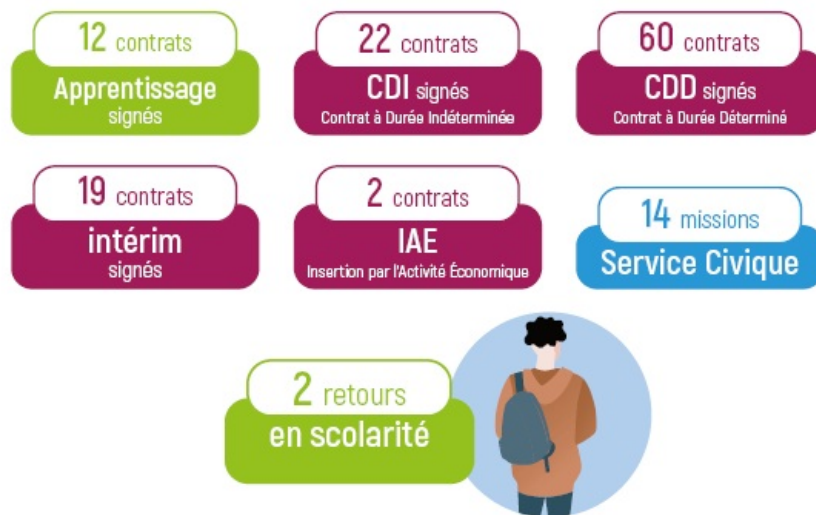 12 contrats
Apprentissage
signés
22 contrats
CDI signés
Contrat à Durée Indéterminée
60 contrats
CDD signés
Contrat à Durée Déterminé
19 contrats
intérim
signés
2 contrats
IAE
Insertion par l'Activité Économique
14 missions
Service Civique
2 retours
en scolarité